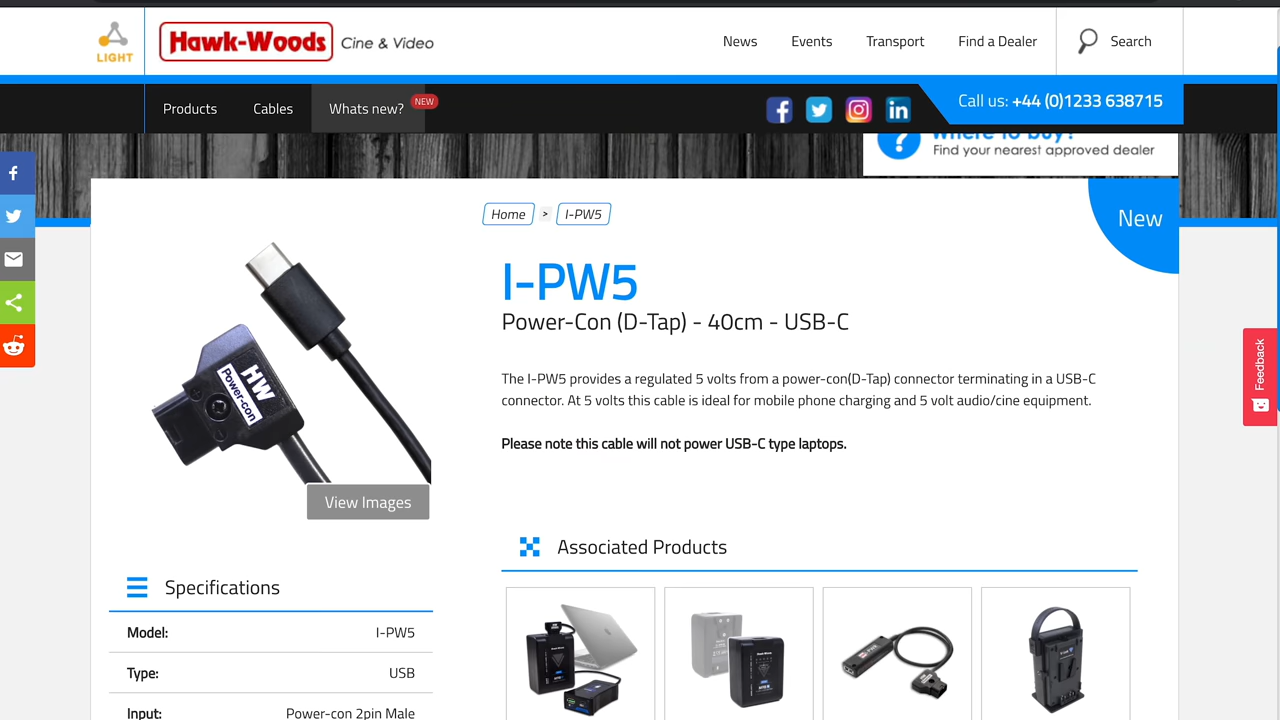 LIGHT
Hawk-Woods Cine & Video
News
Events
Transport
Find a Dealer
Search
Products
Cables
Whats new?
NEW
Call us: +44 (0)1233 638715
Where to buy?
Find your nearest approved dealer
Home > I-PW5
New
I-PW5
Power-Con (D-Tap) - 40cm - USB-C
The I-PW5 provides a regulated 5 volts from a power-con(D-Tap) connector terminating in a USB-C
connector. At 5 volts this cable is ideal for mobile phone charging and 5 volt audio/cine equipment.
Please note this cable will not power USB-C type laptops.
HW
Power-con
View Images
Feedback
Associated Products
Specifications
Model: I-PW5
Type: USB
Input: Power-con 2pin Male